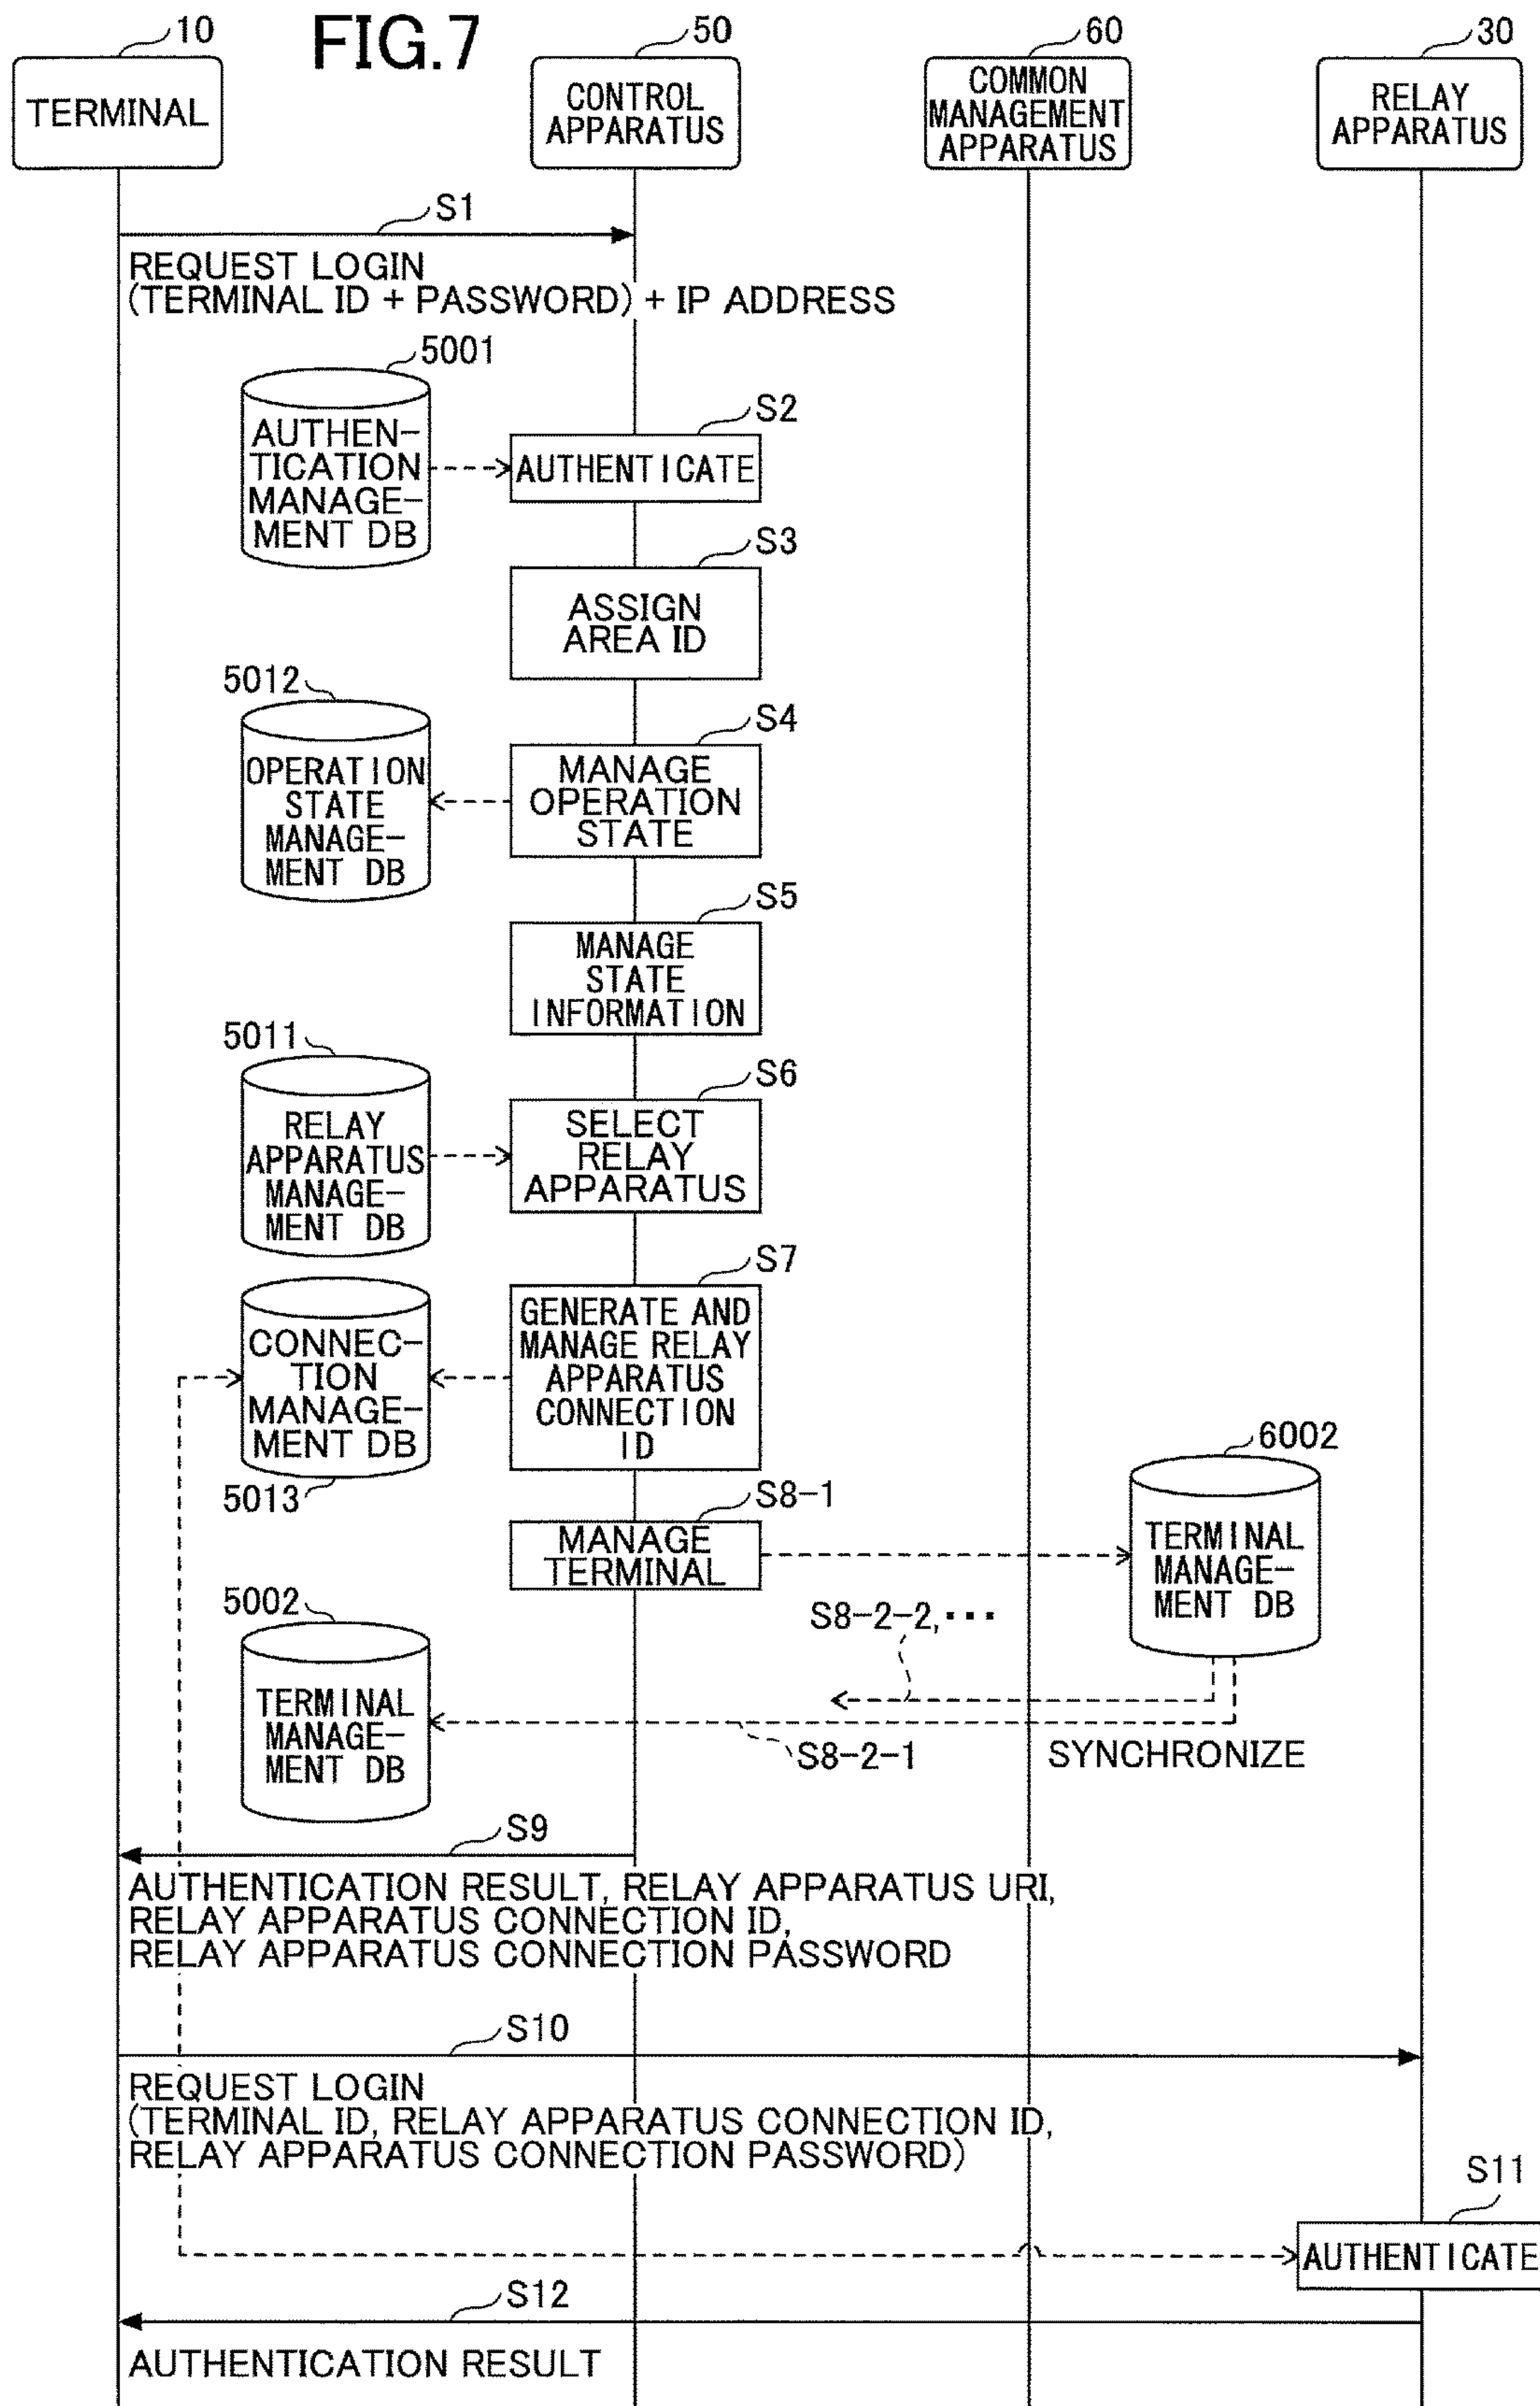 FIG.7
10
50
60
30
TERMINAL
CONTROL
APPARATUS
COMMON
MANAGEMENT
APPARATUS
RELAY
APPARATUS
S1
REQUEST LOGIN
(TERMINAL ID + PASSWORD) + IP ADDRESS
5001
AUTHEN-
TICATION
MANAGE-
MENT DB
S2
AUTHENTICATE
S3
ASSIGN
AREA ID
5012
OPERATION
STATE
MANAGE-
MENT DB
S4
MANAGE
OPERATION
STATE
S5
MANAGE
STATE
INFORMATION
5011
RELAY
APPARATUS
MANAGE-
MENT DB
S6
SELECT
RELAY
APPARATUS
S7
GENERATE AND
MANAGE RELAY
APPARATUS
CONNECTION
ID
CONNEC-
TION
MANAGE-
MENT DB
5013
S8-1
MANAGE
TERMINAL
6002
TERMINAL
MANAGE-
MENT DB
S8-2-2, ···
5002
TERMINAL
MANAGE-
MENT DB
S8-2-1
SYNCHRONIZE
S9
AUTHENTICATION RESULT, RELAY APPARATUS URI,
RELAY APPARATUS CONNECTION ID,
RELAY APPARATUS CONNECTION PASSWORD
S10
REQUEST LOGIN
(TERMINAL ID, RELAY APPARATUS CONNECTION ID,
RELAY APPARATUS CONNECTION PASSWORD)
S11
AUTHENTICATE
S12
AUTHENTICATION RESULT